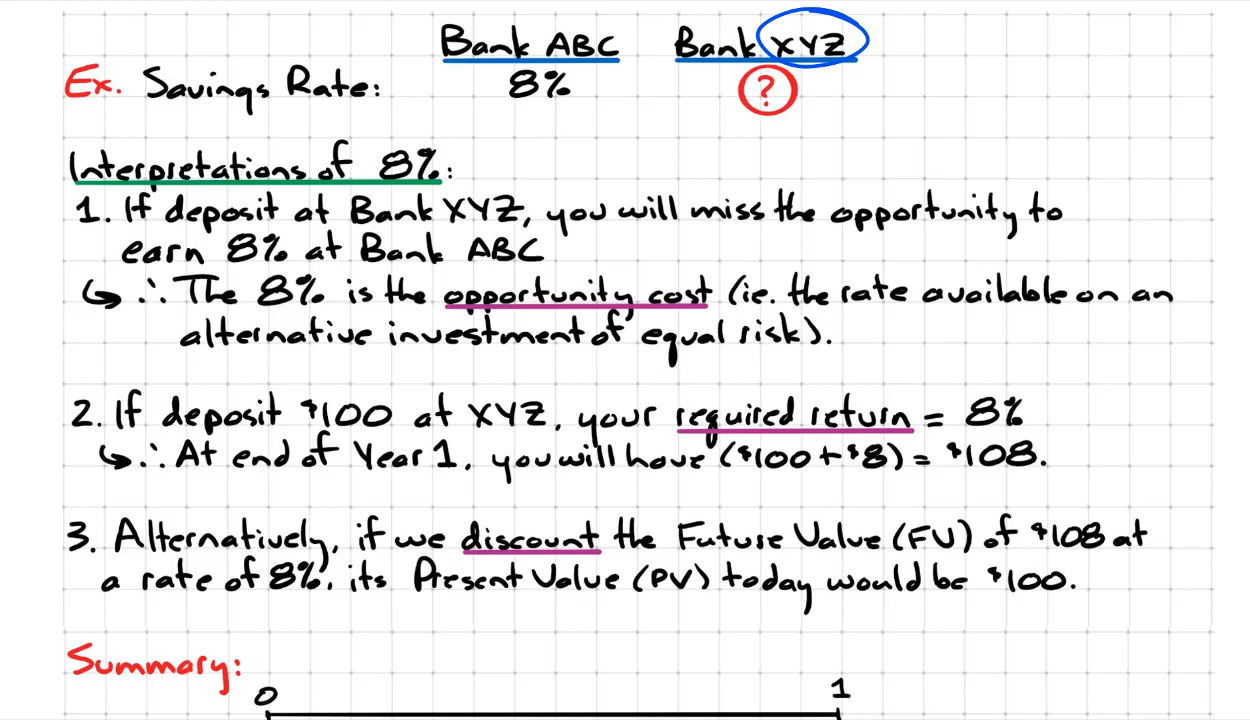 Bank ABC Bank XYZ
Ex. Savings Rate: 8% ?
Interpretations of 8%:
1. If deposit at Bank XYZ, you will miss the opportunity to
earn 8% at Bank ABC
↪ ∴ The 8% is the opportunity cost (ie. the rate available on an
alternative investment of equal risk).
2. If deposit $100 at XYZ, your required return = 8%
↪ ∴ At end of Year 1, you will have ($100 + $8) = $108.
3. Alternatively, if we discount the Future Value (FV) of $108 at
a rate of 8%, its Present Value (PV) today would be $100.
Summary:
0 1